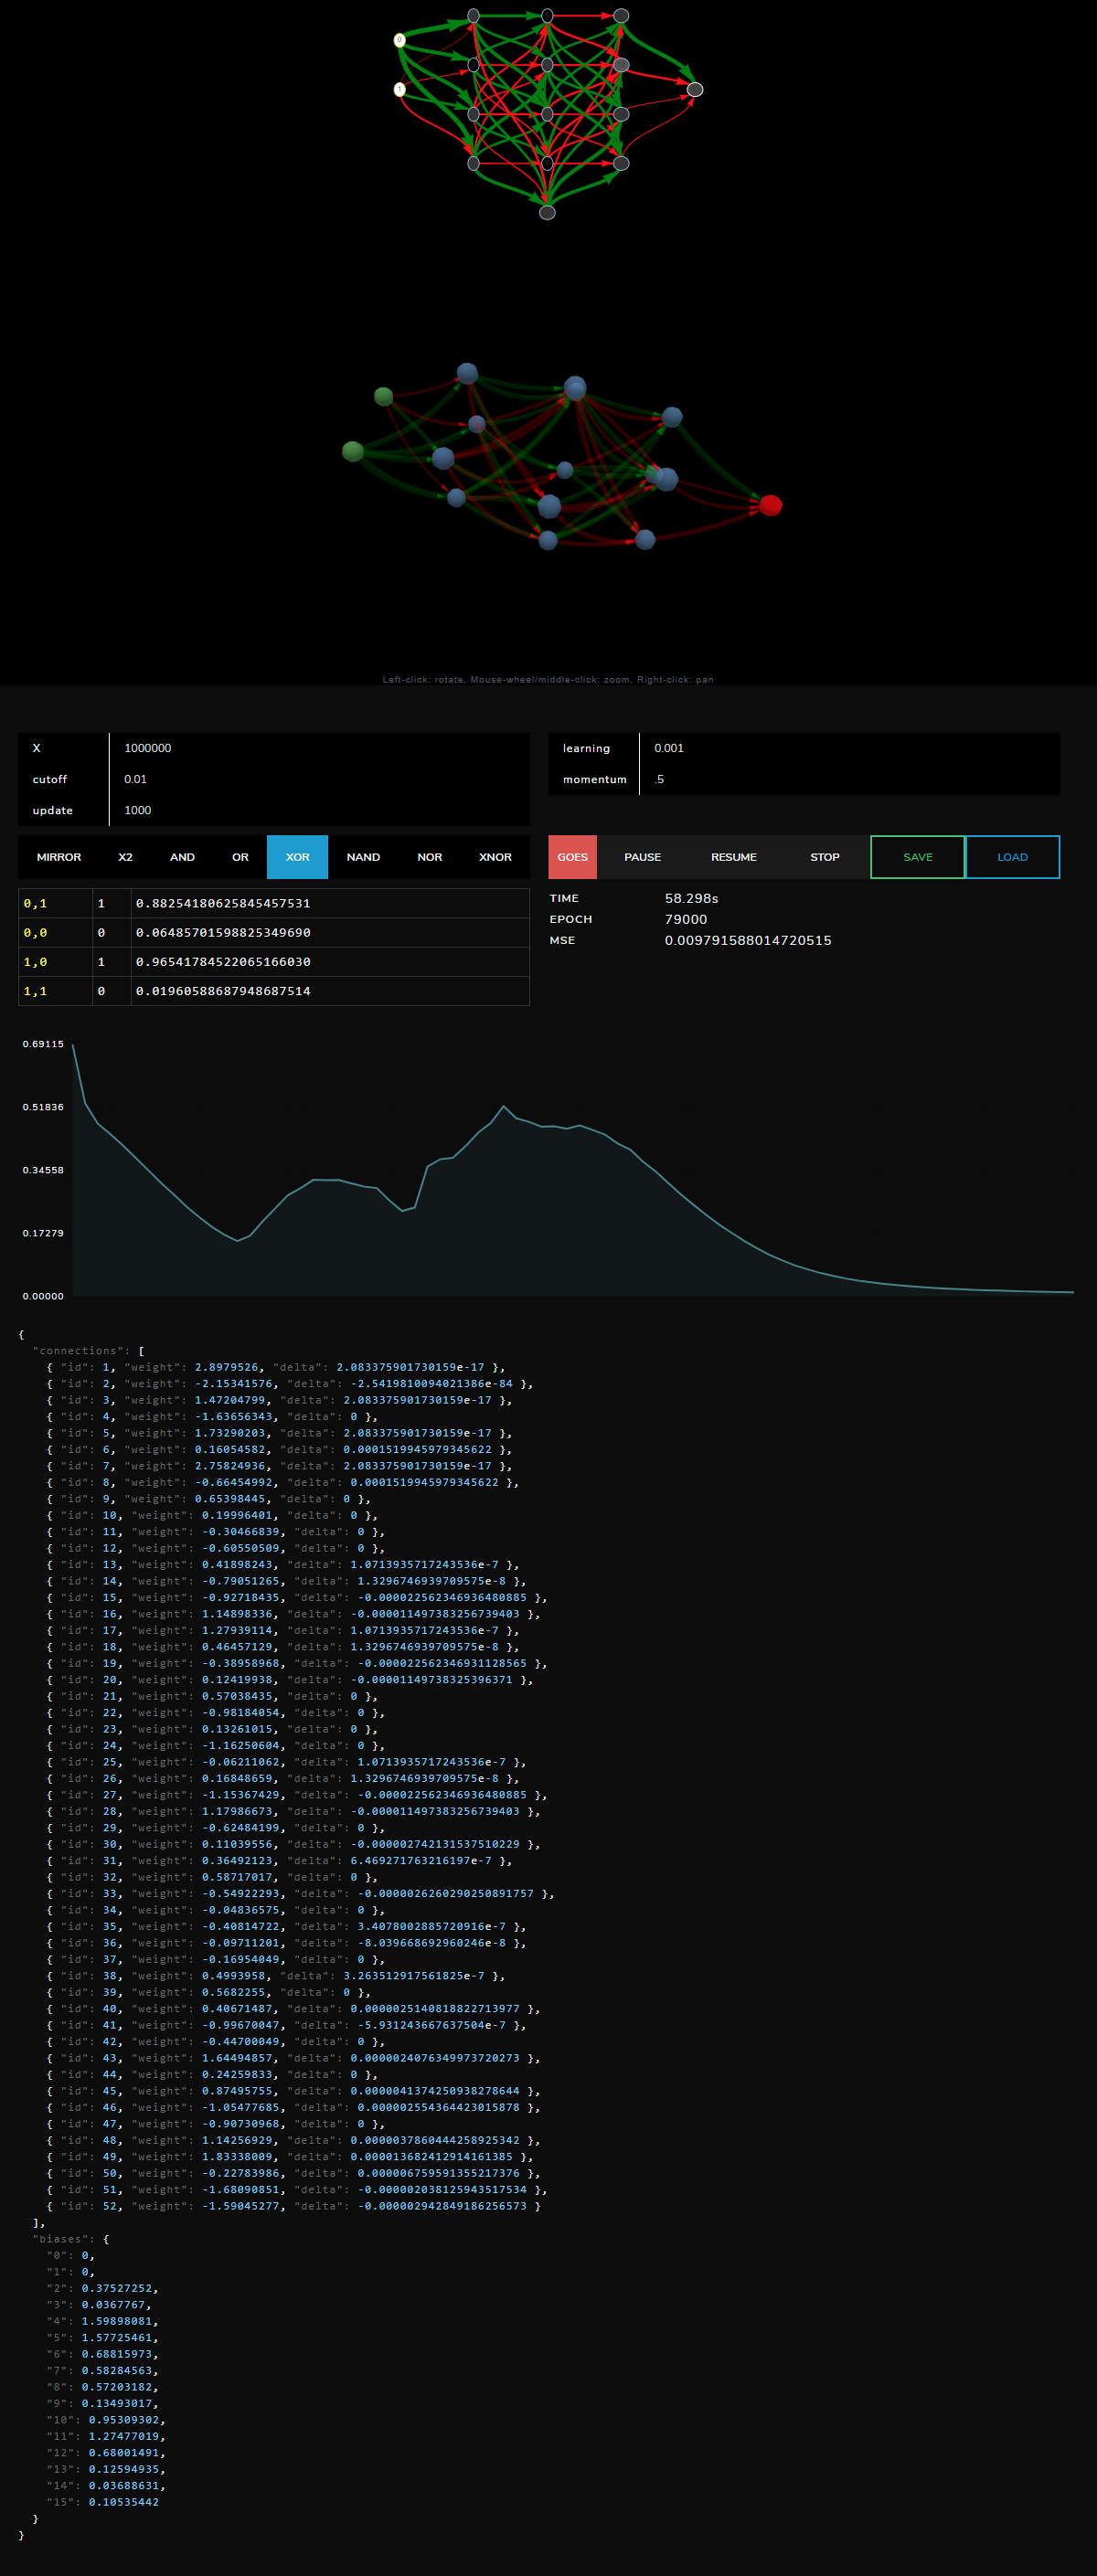 0
1
Left-click: rotate, Mouse-wheel/middle-click: zoom, Right-click: pan
X 1000000
cutoff 0.01
update 1000
learning 0.001
momentum .5
MIRROR X2 AND OR XOR NAND NOR XNOR
GOES PAUSE RESUME STOP SAVE LOAD
0,1 1 0.88254180625845457531
0,0 0 0.06485701598825349690
1,0 1 0.96541784522065166030
1,1 0 0.01960588687948687514
TIME 58.298s
EPOCH 79000
MSE 0.009791588014720515
0.69115
0.51836
0.34558
0.17279
0.00000
{
"connections": [
{ "id": 1, "weight": 2.8979526, "delta": 2.083375901730159e-17 },
{ "id": 2, "weight": -2.15341576, "delta": -2.5419810094021386e-84 },
{ "id": 3, "weight": 1.47204799, "delta": 2.083375901730159e-17 },
{ "id": 4, "weight": -1.63656343, "delta": 0 },
{ "id": 5, "weight": 1.73290203, "delta": 2.083375901730159e-17 },
{ "id": 6, "weight": 0.16054582, "delta": 0.0001519945979345622 },
{ "id": 7, "weight": 2.75824936, "delta": 2.083375901730159e-17 },
{ "id": 8, "weight": -0.66454992, "delta": 0.0001519945979345622 },
{ "id": 9, "weight": 0.65398445, "delta": 0 },
{ "id": 10, "weight": 0.19996401, "delta": 0 },
{ "id": 11, "weight": -0.30466839, "delta": 0 },
{ "id": 12, "weight": -0.60550509, "delta": 0 },
{ "id": 13, "weight": 0.41898243, "delta": 1.0713935717243536e-7 },
{ "id": 14, "weight": -0.79051265, "delta": 1.3296746939709575e-8 },
{ "id": 15, "weight": -0.92718435, "delta": -0.000022562346936480885 },
{ "id": 16, "weight": 1.14898336, "delta": -0.000011497383256739403 },
{ "id": 17, "weight": 1.27939114, "delta": 1.0713935717243536e-7 },
{ "id": 18, "weight": 0.46457129, "delta": 1.3296746939709575e-8 },
{ "id": 19, "weight": -0.38958968, "delta": -0.000022562346931128565 },
{ "id": 20, "weight": 0.12419938, "delta": -0.00001149738325396371 },
{ "id": 21, "weight": 0.57038435, "delta": 0 },
{ "id": 22, "weight": -0.98184054, "delta": 0 },
{ "id": 23, "weight": 0.13261015, "delta": 0 },
{ "id": 24, "weight": -1.16250604, "delta": 0 },
{ "id": 25, "weight": -0.06211062, "delta": 1.0713935717243536e-7 },
{ "id": 26, "weight": 0.16848659, "delta": 1.3296746939709575e-8 },
{ "id": 27, "weight": -1.15367429, "delta": -0.000022562346936480885 },
{ "id": 28, "weight": 1.17986673, "delta": -0.000011497383256739403 },
{ "id": 29, "weight": -0.62484199, "delta": 0 },
{ "id": 30, "weight": 0.11039556, "delta": -0.000002742131537510229 },
{ "id": 31, "weight": 0.36492123, "delta": 6.469271763216197e-7 },
{ "id": 32, "weight": 0.58717017, "delta": 0 },
{ "id": 33, "weight": -0.54922293, "delta": -0.0000026260290250891757 },
{ "id": 34, "weight": -0.04836575, "delta": 0 },
{ "id": 35, "weight": -0.40814722, "delta": 3.4078002885720916e-7 },
{ "id": 36, "weight": -0.09711201, "delta": -8.039668692960246e-8 },
{ "id": 37, "weight": -0.16954049, "delta": 0 },
{ "id": 38, "weight": 0.4993958, "delta": 3.263512917561825e-7 },
{ "id": 39, "weight": 0.5682255, "delta": 0 },
{ "id": 40, "weight": 0.40671487, "delta": 0.0000025140818822713977 },
{ "id": 41, "weight": -0.99670047, "delta": -5.931243667637504e-7 },
{ "id": 42, "weight": -0.44700049, "delta": 0 },
{ "id": 43, "weight": 1.64494857, "delta": 0.0000024076349973720273 },
{ "id": 44, "weight": 0.24259833, "delta": 0 },
{ "id": 45, "weight": 0.87495755, "delta": 0.0000041374250938278644 },
{ "id": 46, "weight": -1.05477685, "delta": 0.000002554364423015878 },
{ "id": 47, "weight": -0.90730968, "delta": 0 },
{ "id": 48, "weight": 1.14256929, "delta": 0.0000037860444258925342 },
{ "id": 49, "weight": 1.83338009, "delta": 0.000013682412914161385 },
{ "id": 50, "weight": -0.22783986, "delta": 0.000006759591355217376 },
{ "id": 51, "weight": -1.68090851, "delta": -0.000002038125943517534 },
{ "id": 52, "weight": -1.59045277, "delta": -0.000002942849186256573 }
],
"biases": {
"0": 0,
"1": 0,
"2": 0.37527252,
"3": 0.0367767,
"4": 1.59898081,
"5": 1.57725461,
"6": 0.68815973,
"7": 0.58284563,
"8": 0.57203182,
"9": 0.13493017,
"10": 0.95309302,
"11": 1.27477019,
"12": 0.68001491,
"13": 0.12594935,
"14": 0.03688631,
"15": 0.10535442
}
}